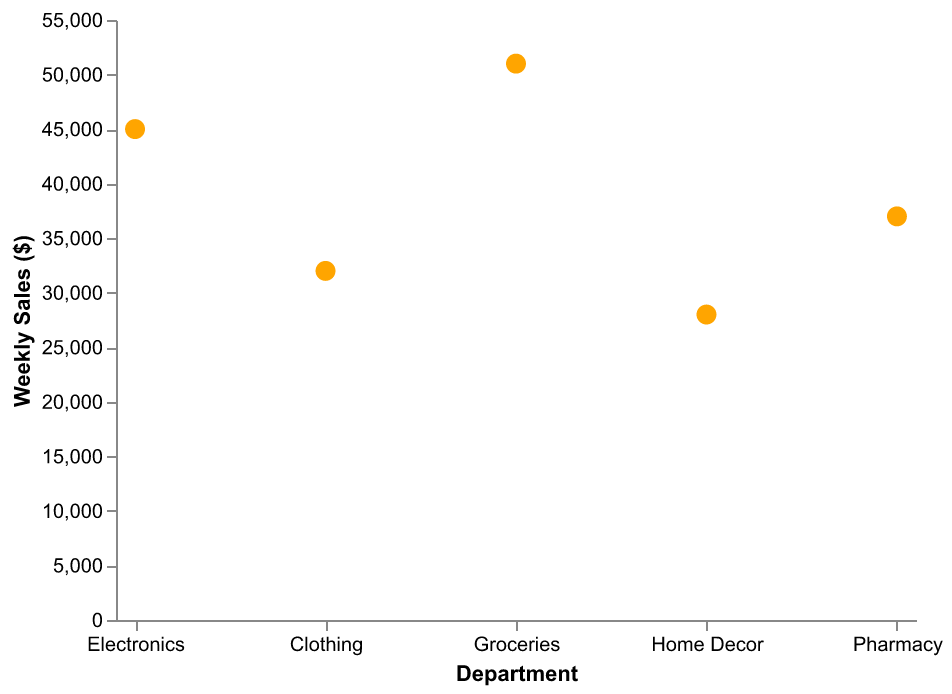 Weekly Sales ($)
55,000
50,000
45,000
40,000
35,000
30,000
25,000
20,000
15,000
10,000
5,000
0
Electronics
Clothing
Groceries
Home Decor
Pharmacy
Department